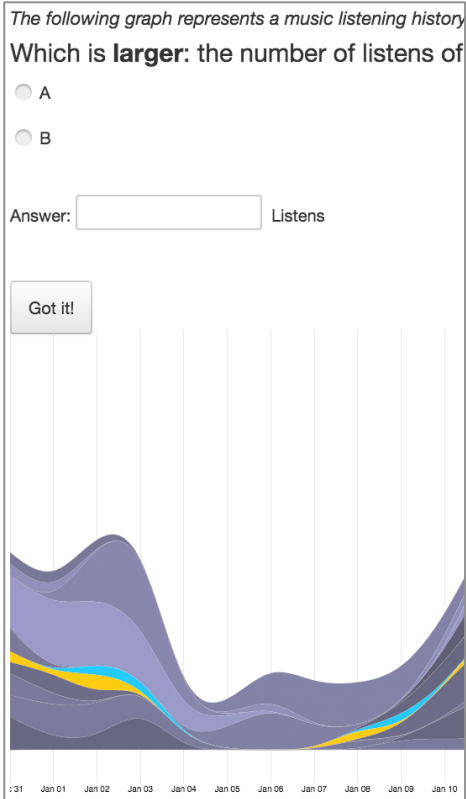 The following graph represents a music listening history
Which is larger: the number of listens of
A
B
Answer:
Listens
Got it!
: 31 Jan 01 Jan 02 Jan 03 Jan 04 Jan 05 Jan 06 Jan 07 Jan 08 Jan 09 Jan 10